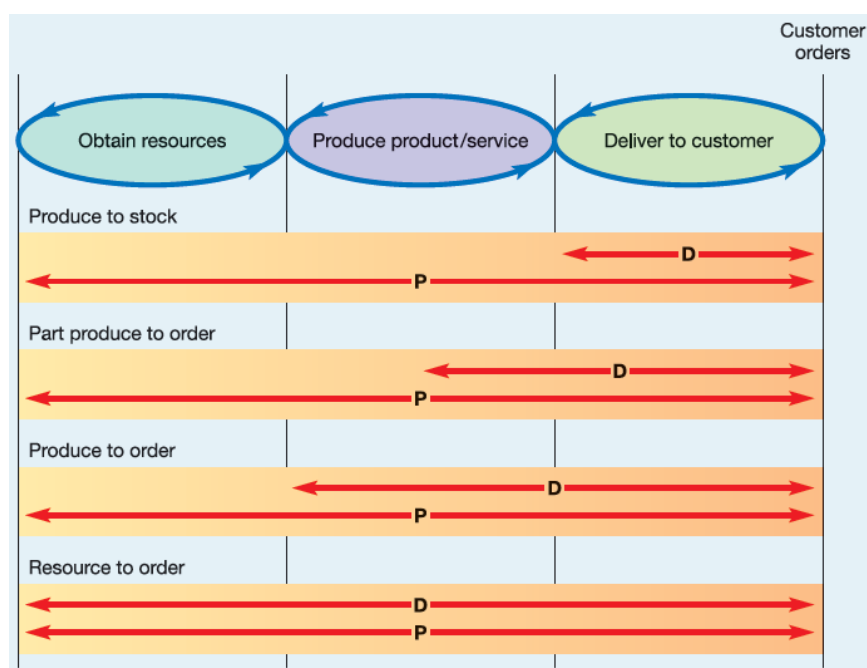 Customer
orders
Obtain resources
Produce product/service
Deliver to customer
Produce to stock
D
P
Part produce to order
D
P
Produce to order
D
P
Resource to order
D
P